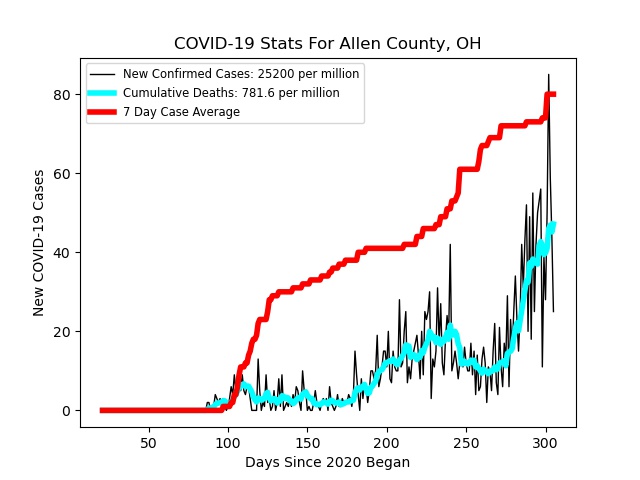 COVID-19 Stats For Allen County, OH
New Confirmed Cases: 25200 per million
Cumulative Deaths: 781.6 per million
7 Day Case Average
New COVID-19 Cases
80
60
40
20
0
50 100 150 200 250 300
Days Since 2020 Began